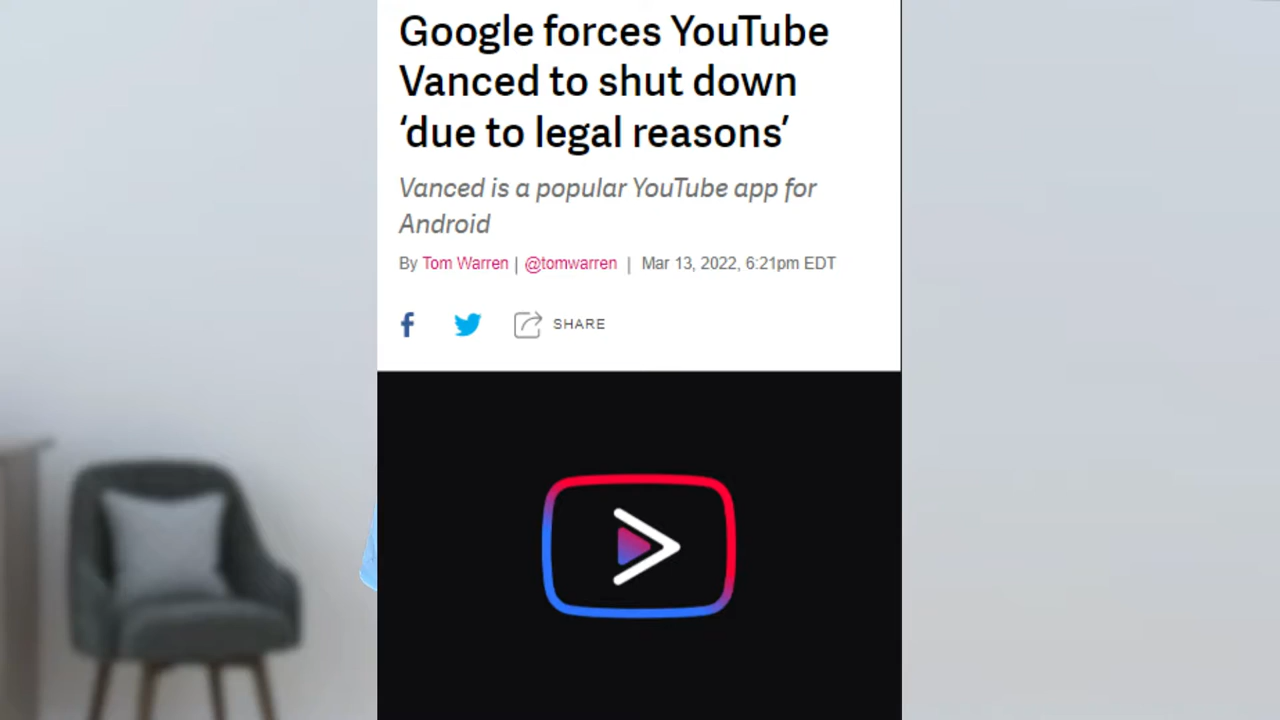 Google forces YouTube
Vanced to shut down
‘due to legal reasons’
Vanced is a popular YouTube app for
Android
By Tom Warren | @tomwarren | Mar 13, 2022, 6:21pm EDT
SHARE